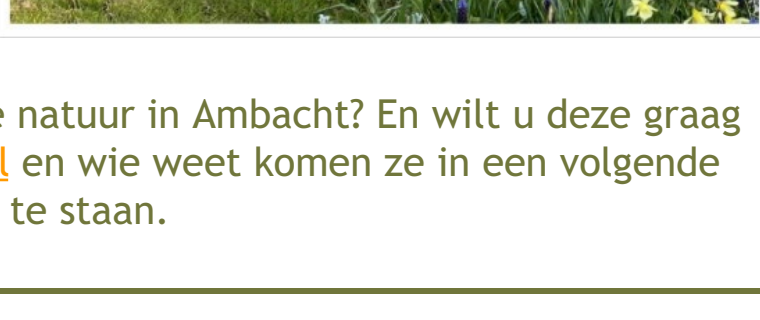 e natuur in Ambacht? En wilt u deze graag
l en wie weet komen ze in een volgende
te staan.